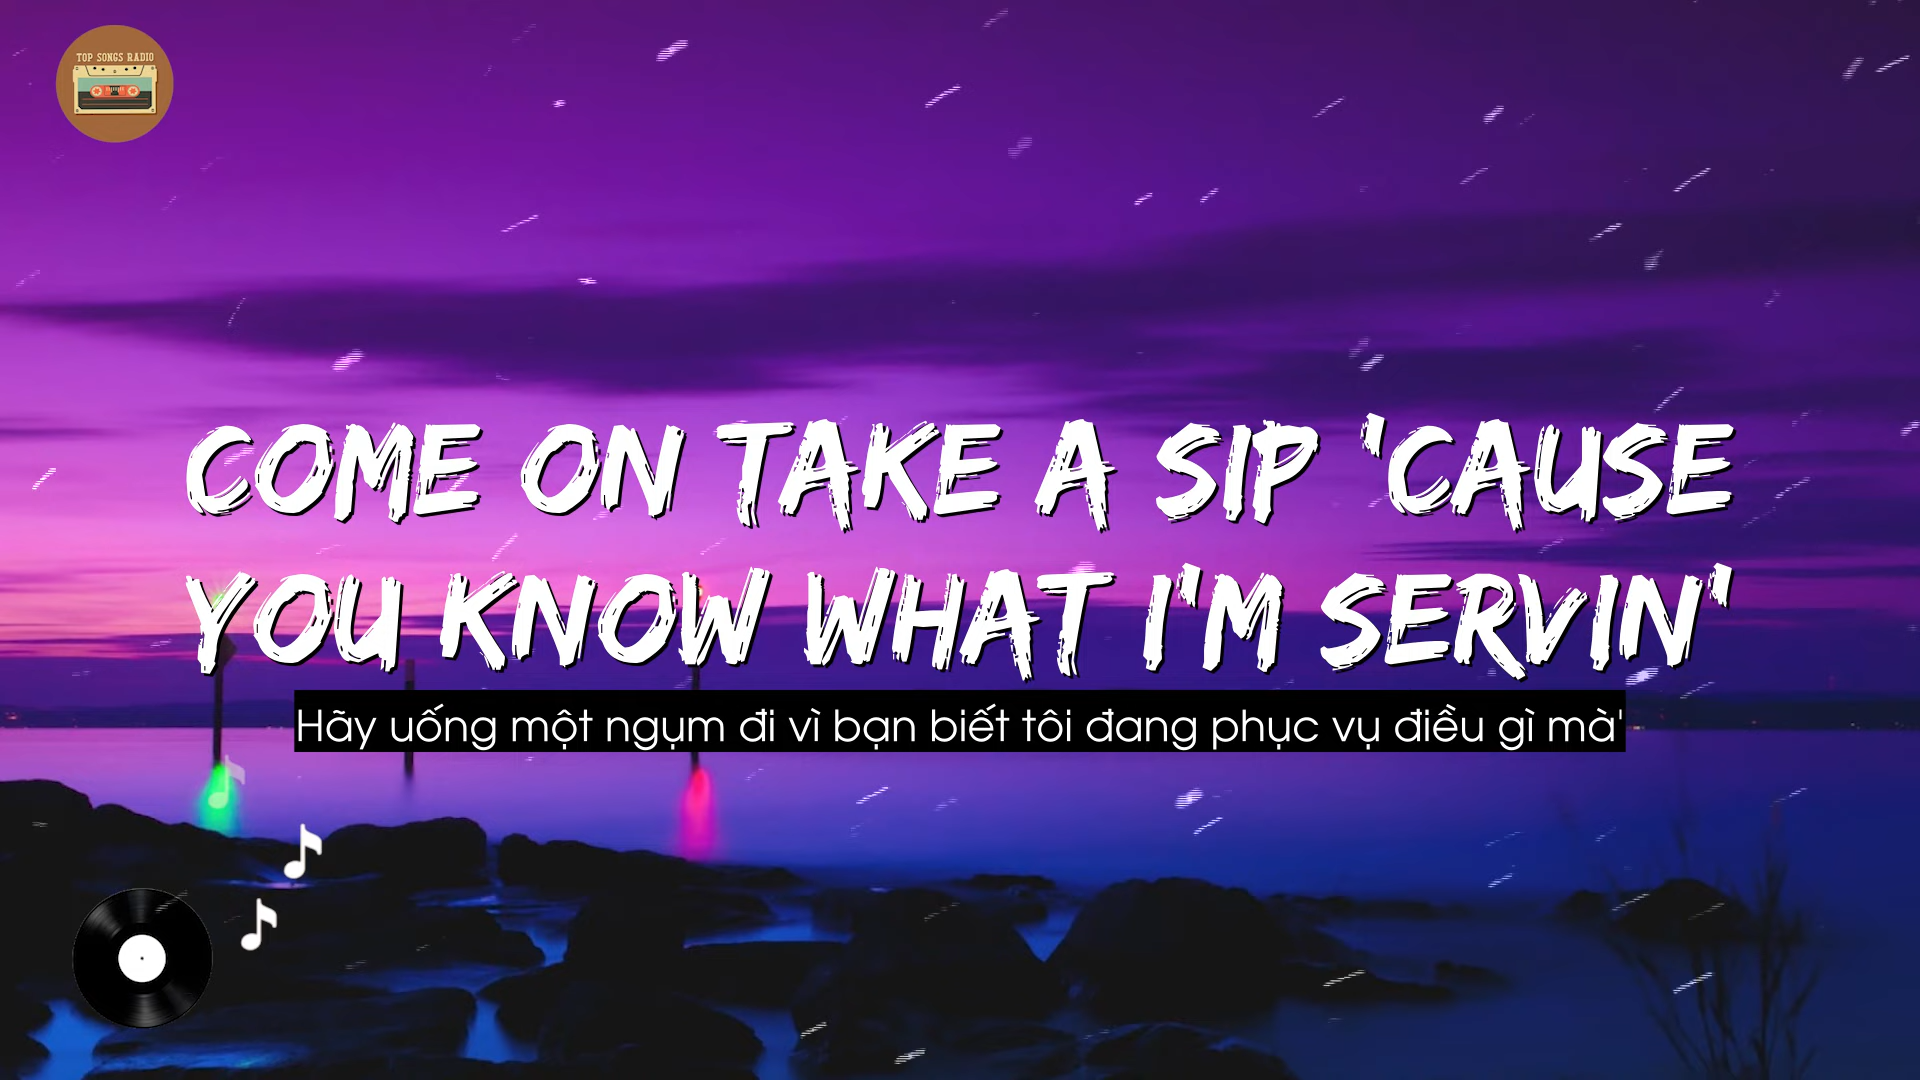 TOP SONGS RADIO
COME ON TAKE A SIP 'CAUSE
YOU KNOW WHAT I'M SERVIN'
Hãy uống một ngụm đi vì bạn biết tôi đang phục vụ điều gì mà'